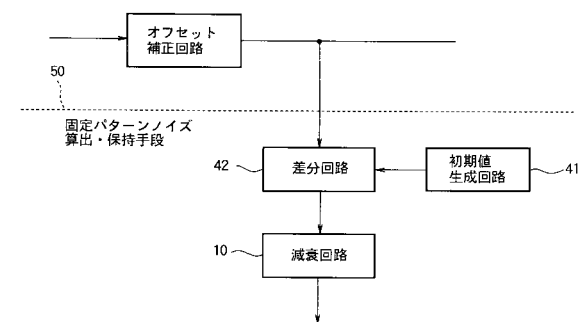 オフセット
補正回路
50
固定パターンノイズ
算出・保持手段
42
差分回路
初期値
生成回路
41
10
減衰回路